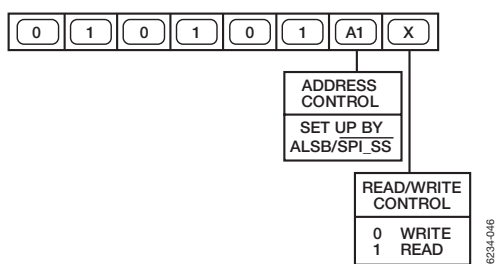 0 1 0 1 0 1 A1 X
ADDRESS
CONTROL
SET UP BY
ALSB/SPI_SS
READ/WRITE
CONTROL
0 WRITE
1 READ
6234-046